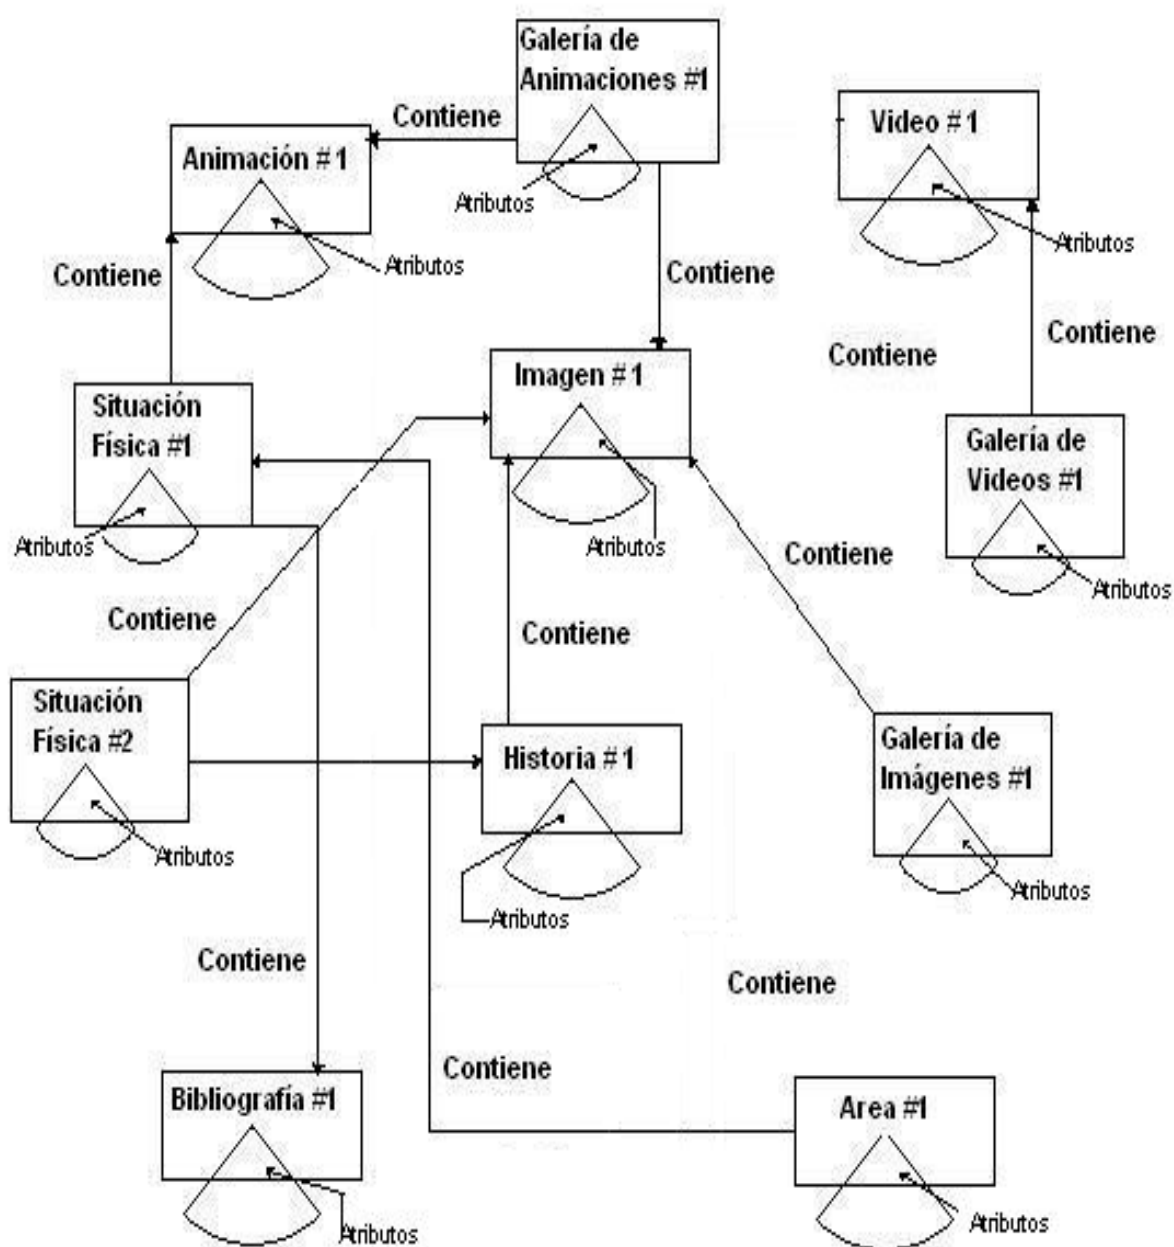 Galería de
Animaciones #1
Contiene
Video #1
Animación #1
Atributos
Atributos
Atributos
Contiene
Contiene
Contiene
Contiene
Imagen #1
Situación
Física #1
Galería de
Videos #1
Atributos
Atributos
Contiene
Atributos
Contiene
Contiene
Situación
Física #2
Historia #1
Galería de
Imágenes #1
Atributos
Atributos
Atributos
Contiene
Contiene
Contiene
Bibliografía #1
Area #1
Atributos
Atributos